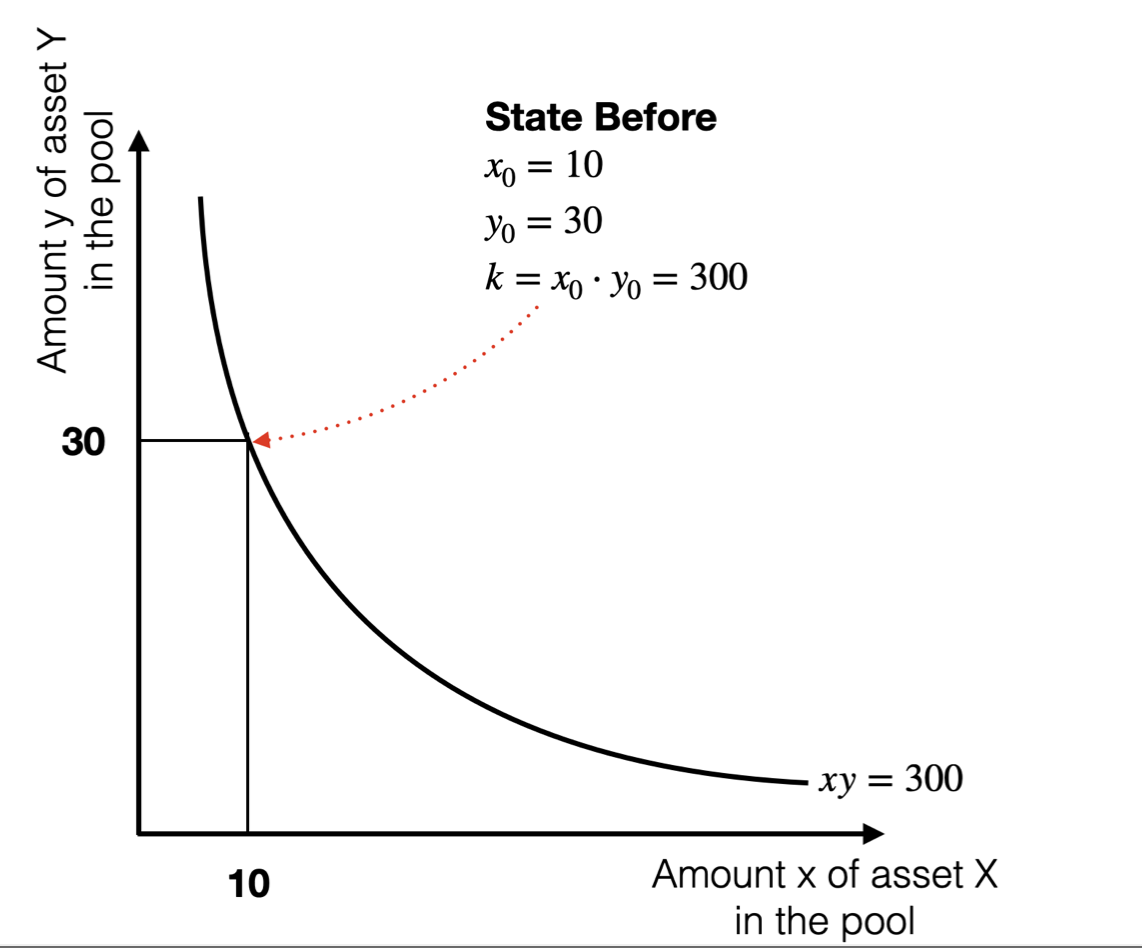 Amount y of asset Y
in the pool
State Before
x₀ = 10
y₀ = 30
k = x₀ · y₀ = 300
30
xy = 300
10
Amount x of asset X
in the pool